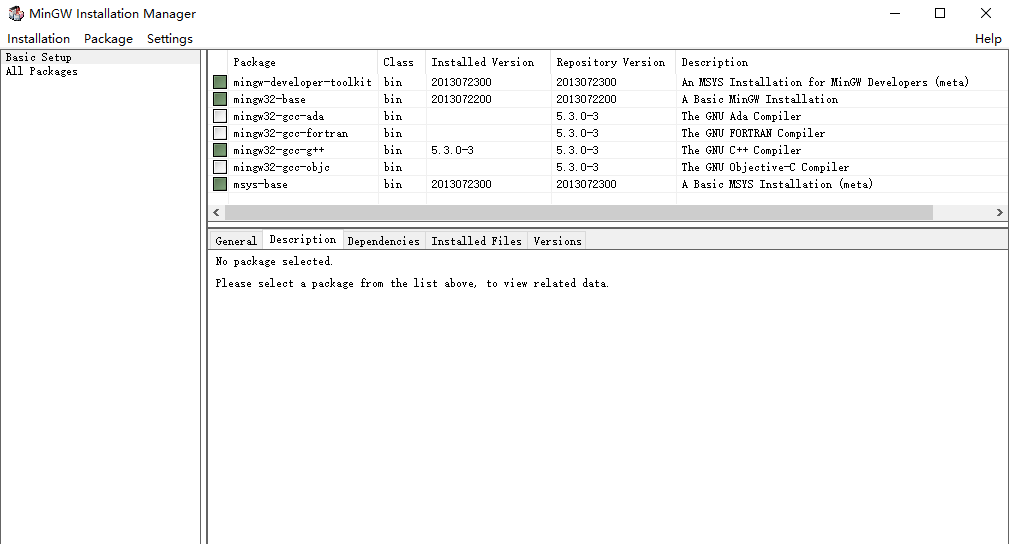 MinGW Installation Manager
Installation Package Settings Help
Basic Setup
All Packages
Package Class Installed Version Repository Version Description
mingw-developer-toolkit bin 2013072300 2013072300 An MSYS Installation for MinGW Developers (meta)
mingw32-base bin 2013072200 2013072200 A Basic MinGW Installation
mingw32-gcc-ada bin 5.3.0-3 The GNU Ada Compiler
mingw32-gcc-fortran bin 5.3.0-3 The GNU FORTRAN Compiler
mingw32-gcc-g++ bin 5.3.0-3 5.3.0-3 The GNU C++ Compiler
mingw32-gcc-objc bin 5.3.0-3 The GNU Objective-C Compiler
msys-base bin 2013072300 2013072300 A Basic MSYS Installation (meta)
General Description Dependencies Installed Files Versions
No package selected.
Please select a package from the list above, to view related data.